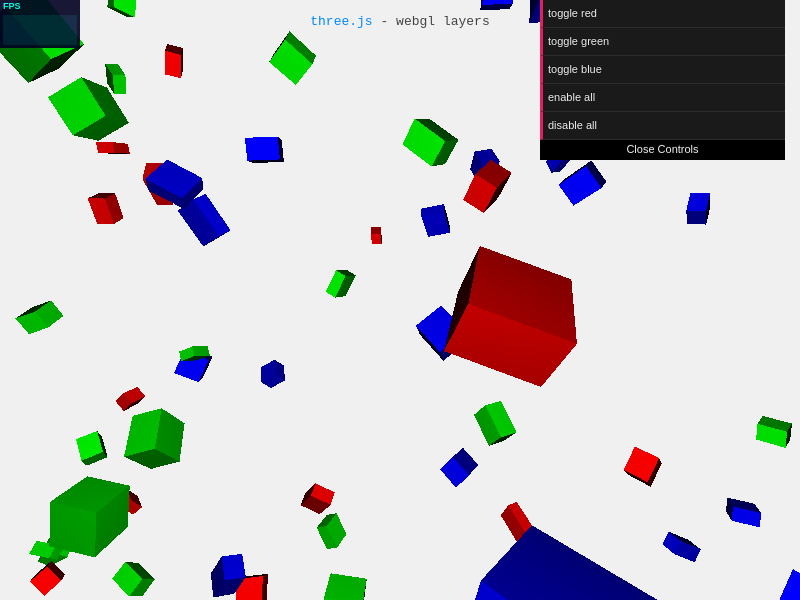 FPS
three.js - webgl layers
toggle red
toggle green
toggle blue
enable all
disable all
Close Controls